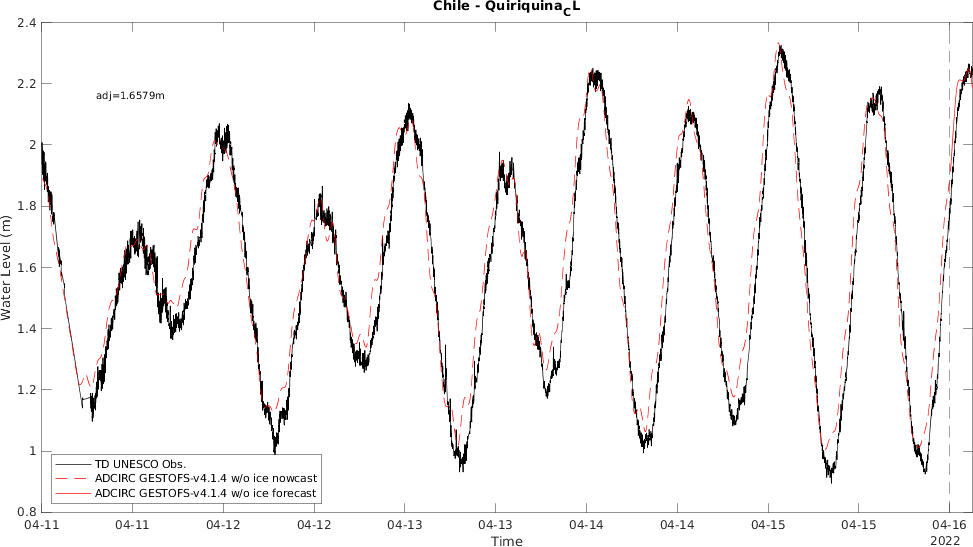 Chile - Quiriquina_CL
adj=1.6579m
Water Level (m)
2.4
2.2
2
1.8
1.6
1.4
1.2
1
0.8
TD UNESCO Obs.
ADCIRC GESTOFS-v4.1.4 w/o ice nowcast
ADCIRC GESTOFS-v4.1.4 w/o ice forecast
04-11 04-11 04-12 04-12 04-13 04-13 04-14 04-14 04-15 04-15 04-16
Time
2022